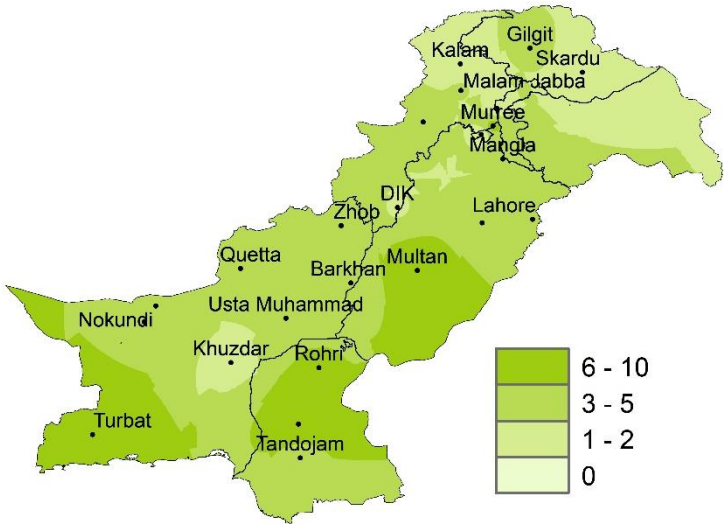 Gilgit
Kalam
Skardu
Malam Jabba
Murree
Mangla
DIK
Zhob
Lahore
Quetta
Barkhan
Multan
Usta Muhammad
Nokundi
Khuzdar
Rohri
Turbat
Tandojam
6 - 10
3 - 5
1 - 2
0